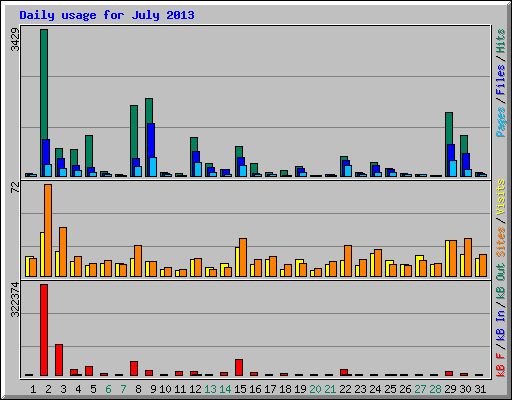 Daily usage for July 2013
3429
Pages / Files / Hits
72
Sites / Visits
322374
kB F / kB In / kB Out
1 2 3 4 5 6 7 8 9 10 11 12 13 14 15 16 17 18 19 20 21 22 23 24 25 26 27 28 29 30 31